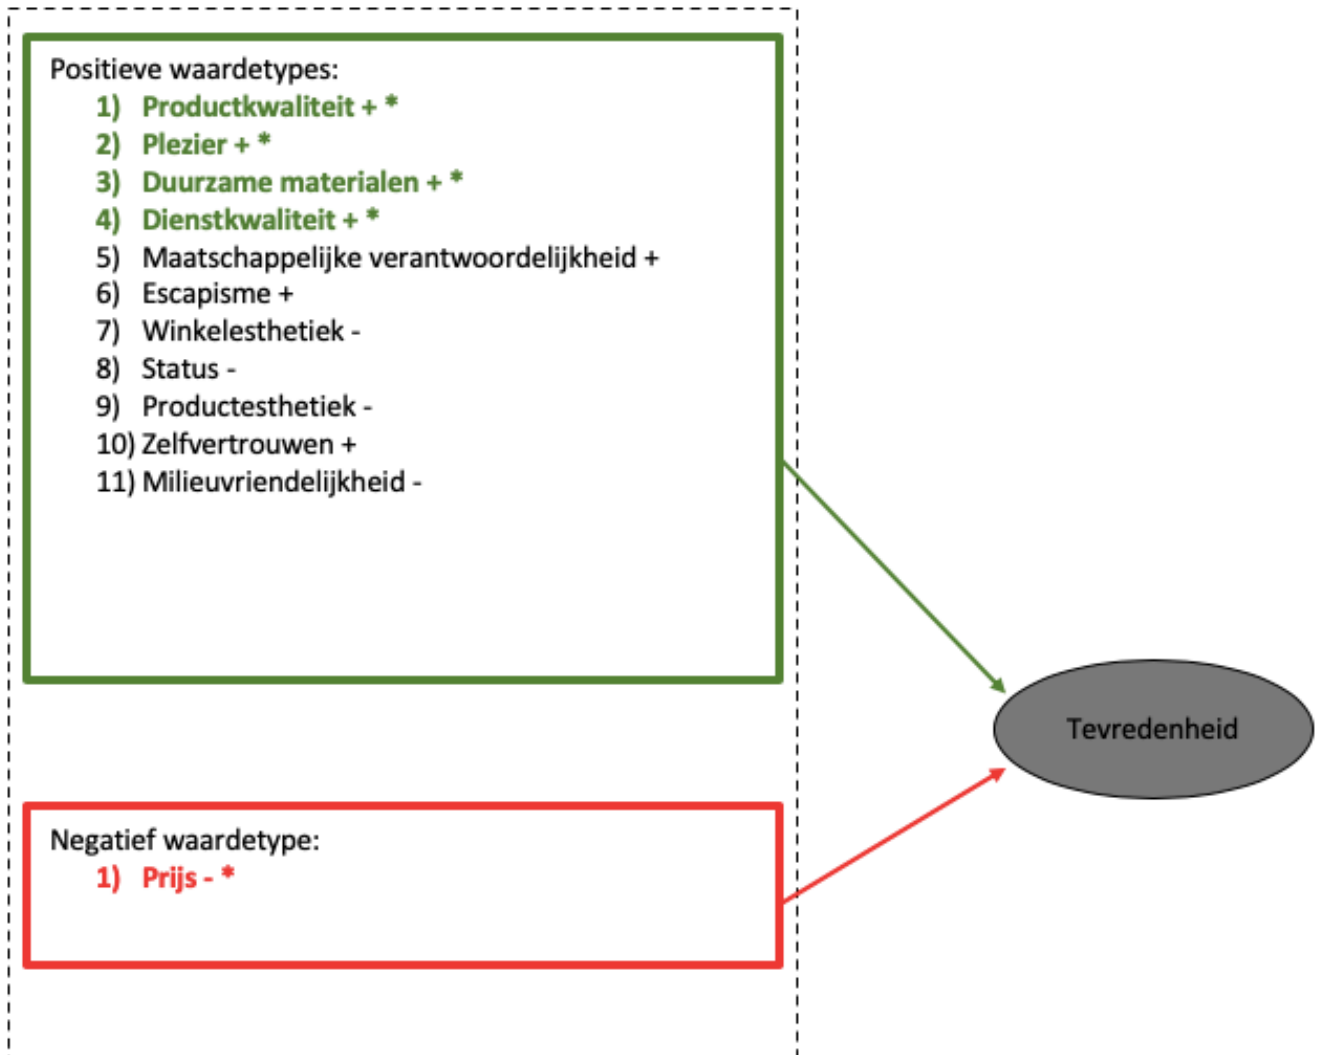 Positieve waardetypes:
1) Productkwaliteit + *
2) Plezier + *
3) Duurzame materialen + *
4) Dienstkwaliteit + *
5) Maatschappelijke verantwoordelijkheid +
6) Escapisme +
7) Winkelesthetiek -
8) Status -
9) Productesthetiek -
10) Zelfvertrouwen +
11) Milieuvriendelijkheid -
Tevredenheid
Negatief waardetype:
1) Prijs - *